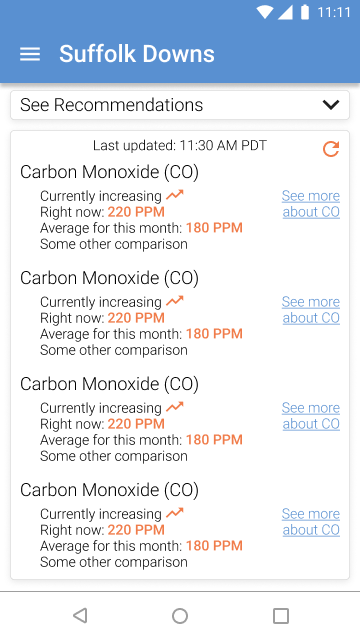 11:11
Suffolk Downs
See Recommendations
Last updated: 11:30 AM PDT
Carbon Monoxide (CO)
Currently increasing
See more
Right now: 220 PPM
about CO
Average for this month: 180 PPM
Some other comparison
Carbon Monoxide (CO)
Currently increasing
See more
Right now: 220 PPM
about CO
Average for this month: 180 PPM
Some other comparison
Carbon Monoxide (CO)
Currently increasing
See more
Right now: 220 PPM
about CO
Average for this month: 180 PPM
Some other comparison
Carbon Monoxide (CO)
Currently increasing
See more
Right now: 220 PPM
about CO
Average for this month: 180 PPM
Some other comparison